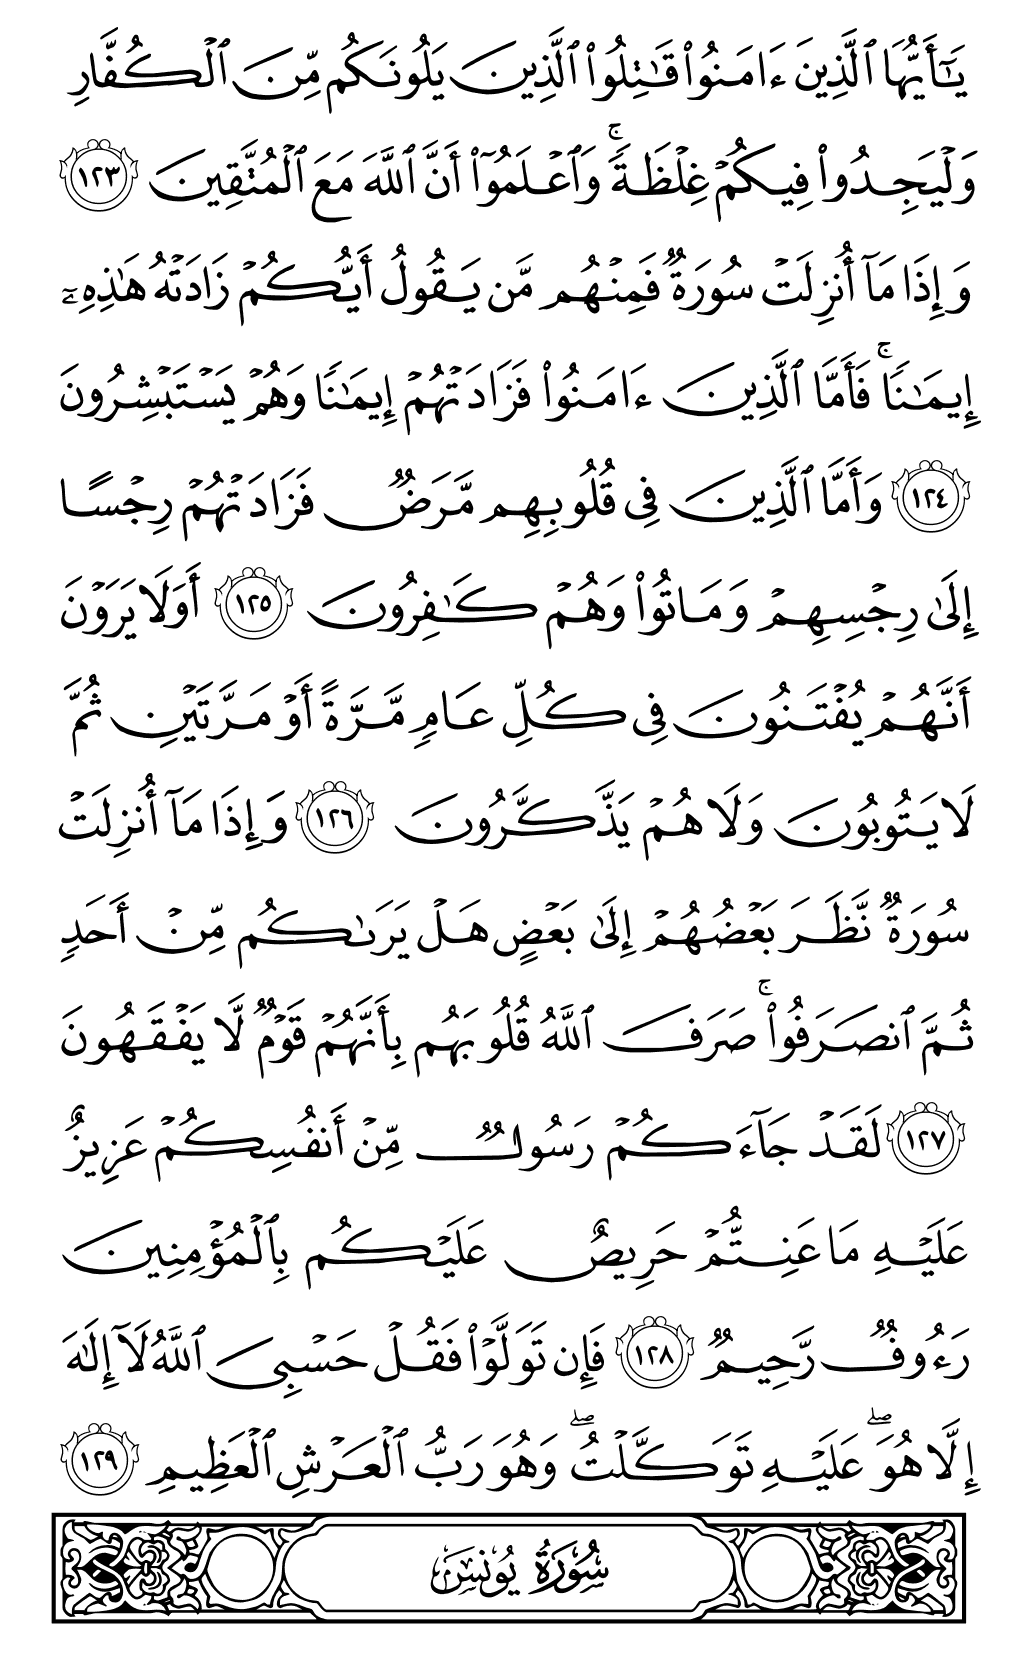 يَٰٓأَيُّهَا ٱلَّذِينَ ءَامَنُوا۟ قَٰتِلُوا۟ ٱلَّذِينَ يَلُونَكُم مِّنَ ٱلْكُفَّارِ
وَلْيَجِدُوا۟ فِيكُمْ غِلْظَةً ۚ وَٱعْلَمُوٓا۟ أَنَّ ٱللَّهَ مَعَ ٱلْمُتَّقِينَ ١٢٣
وَإِذَا مَآ أُنزِلَتْ سُورَةٌ فَمِنْهُم مَّن يَقُولُ أَيُّكُمْ زَادَتْهُ هَٰذِهِۦٓ
إِيمَٰنًا ۚ فَأَمَّا ٱلَّذِينَ ءَامَنُوا۟ فَزَادَتْهُمْ إِيمَٰنًا وَهُمْ يَسْتَبْشِرُونَ
١٢٤ وَأَمَّا ٱلَّذِينَ فِى قُلُوبِهِم مَّرَضٌ فَزَادَتْهُمْ رِجْسًا
إِلَىٰ رِجْسِهِمْ وَمَاتُوا۟ وَهُمْ كَٰفِرُونَ ١٢٥ أَوَلَا يَرَوْنَ
أَنَّهُمْ يُفْتَنُونَ فِى كُلِّ عَامٍ مَّرَّةً أَوْ مَرَّتَيْنِ ثُمَّ
لَا يَتُوبُونَ وَلَا هُمْ يَذَّكَّرُونَ ١٢٦ وَإِذَا مَآ أُنزِلَتْ
سُورَةٌ نَّظَرَ بَعْضُهُمْ إِلَىٰ بَعْضٍ هَلْ يَرَىٰكُم مِّنْ أَحَدٍ
ثُمَّ ٱنصَرَفُوا۟ ۚ صَرَفَ ٱللَّهُ قُلُوبَهُم بِأَنَّهُمْ قَوْمٌ لَّا يَفْقَهُونَ
١٢٧ لَقَدْ جَآءَكُمْ رَسُولٌ مِّنْ أَنفُسِكُمْ عَزِيزٌ
عَلَيْهِ مَا عَنِتُّمْ حَرِيصٌ عَلَيْكُم بِٱلْمُؤْمِنِينَ
رَءُوفٌ رَّحِيمٌ ١٢٨ فَإِن تَوَلَّوْا۟ فَقُلْ حَسْبِىَ ٱللَّهُ لَآ إِلَٰهَ
إِلَّا هُوَ ۖ عَلَيْهِ تَوَكَّلْتُ ۖ وَهُوَ رَبُّ ٱلْعَرْشِ ٱلْعَظِيمِ ١٢٩
سُورَةُ يُونُسَ